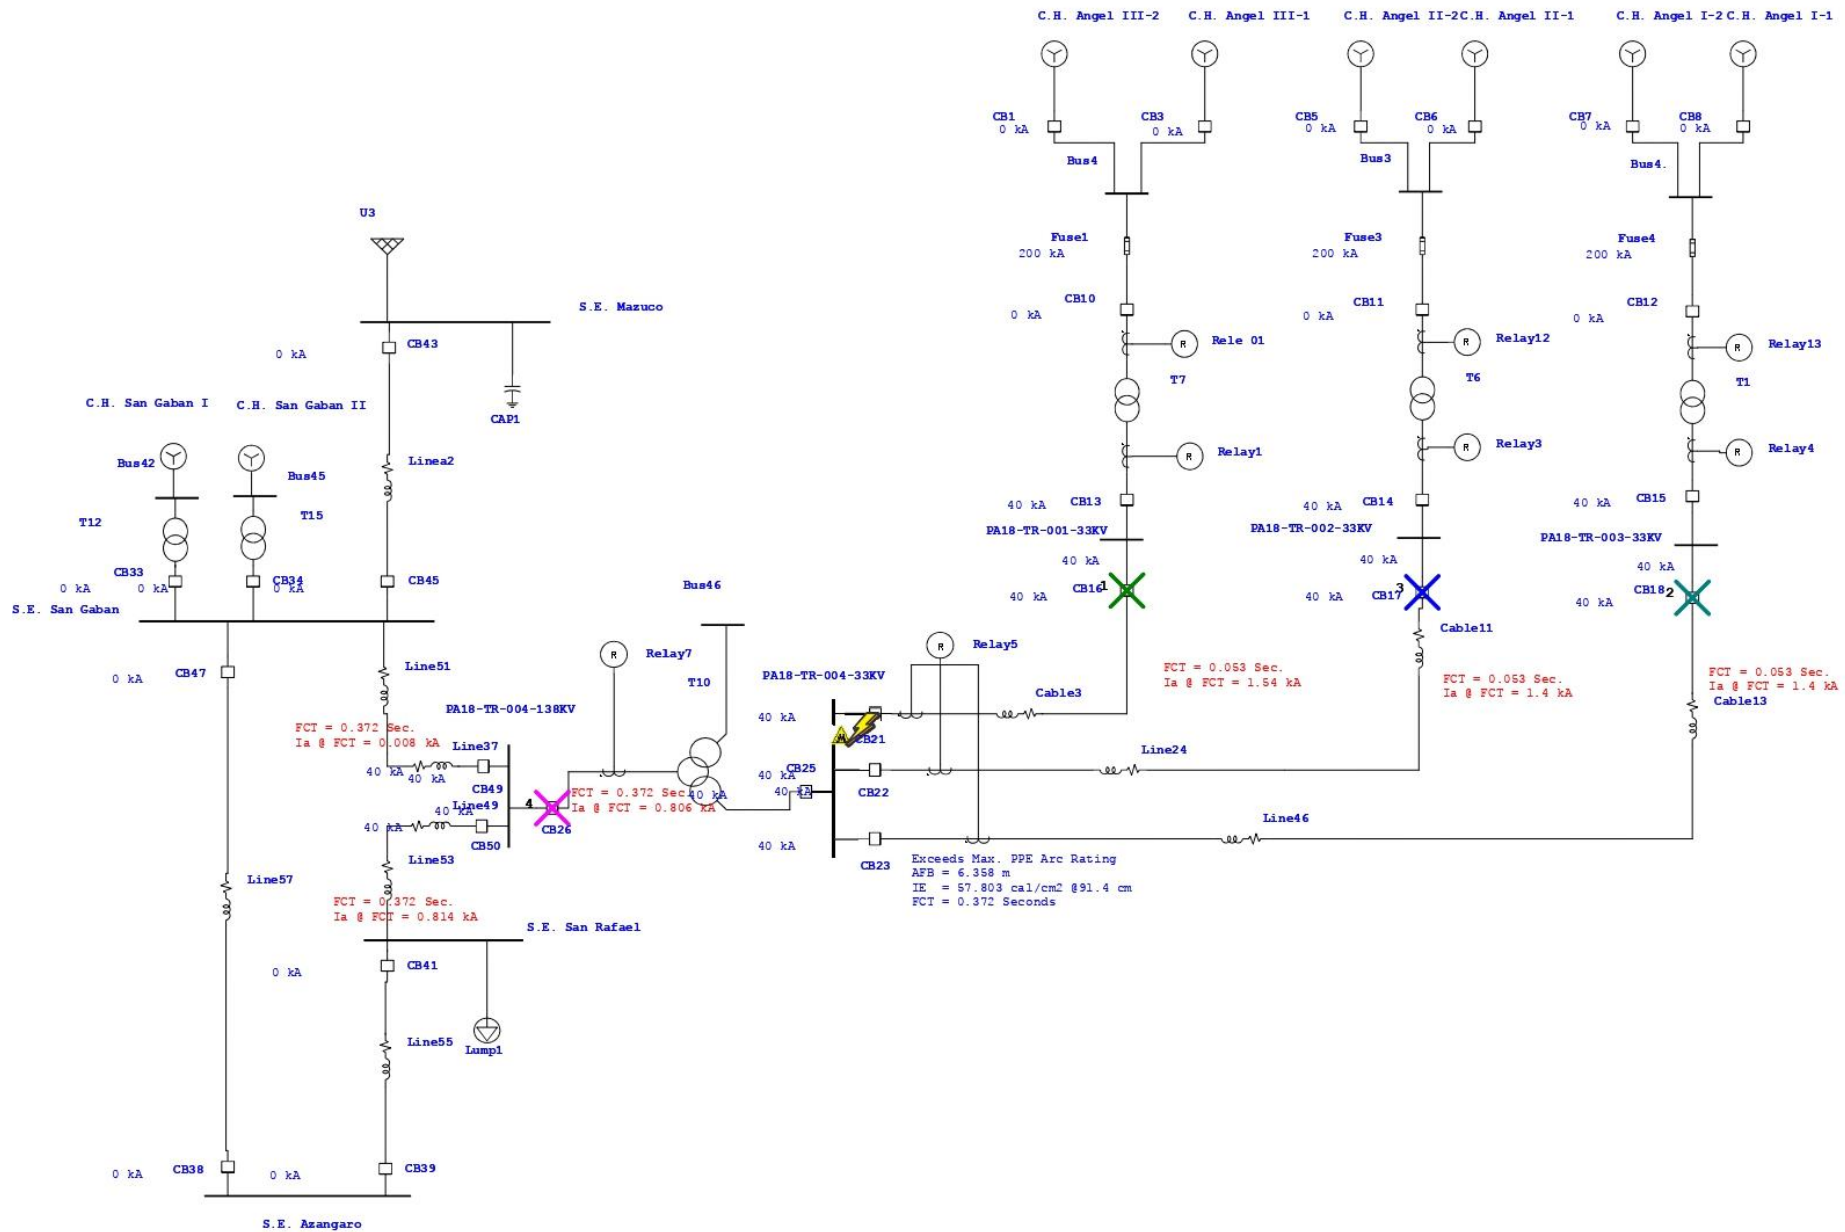 C.H. Angel III-2
C.H. Angel III-1
C.H. Angel II-2
C.H. Angel II-1
C.H. Angel I-2
C.H. Angel I-1
CB1
0 kA
CB3
0 kA
CB5
0 kA
CB6
0 kA
CB7
0 kA
CB8
0 kA
Bus4
Bus3
Bus4.
U3
Fuse1
200 kA
Fuse3
200 kA
Fuse4
200 kA
S.E. Mazuco
CB10
0 kA
CB11
0 kA
CB12
0 kA
CB43
0 kA
R
Rele 01
R
Relay12
R
Relay13
T7
T6
T1
C.H. San Gaban I
C.H. San Gaban II
CAP1
R
Relay1
R
Relay3
R
Relay4
Bus42
Bus45
Linea2
T12
T15
40 kA
CB13
40 kA
CB14
40 kA
CB15
PA18-TR-001-33KV
PA18-TR-002-33KV
PA18-TR-003-33KV
40 kA
40 kA
40 kA
CB33
0 kA
0 kA
CB34
0 kA
CB45
S.E. San Gaban
Bus46
40 kA
CB16
1
40 kA
CB17
3
40 kA
CB18
2
Cable11
R
Relay7
R
Relay5
CB47
0 kA
Line51
T10
PA18-TR-004-33KV
FCT = 0.053 Sec.
Ia @ FCT = 1.54 kA
FCT = 0.053 Sec.
Ia @ FCT = 1.4 kA
FCT = 0.053 Sec.
Ia @ FCT = 1.4 kA
Cable13
Cable3
PA18-TR-004-138KV
40 kA
FCT = 0.372 Sec.
Ia @ FCT = 0.008 kA
CB21
Line37
Line24
40 kA
40 kA
CB49
CB25
40 kA
40 kA
CB22
FCT = 0.372 Sec.
Ia @ FCT = 0.806 kA
40 kA
4
CB26
Line49
40 kA
40 kA
CB50
Line46
40 kA
CB23
Line53
Exceeds Max. PPE Arc Rating
AFB = 6.358 m
IE = 57.803 cal/cm2 @91.4 cm
FCT = 0.372 Seconds
Line57
FCT = 0.372 Sec.
Ia @ FCT = 0.814 kA
S.E. San Rafael
CB41
0 kA
Line55
Lump1
0 kA
CB38
0 kA
CB39
S.E. Azangaro